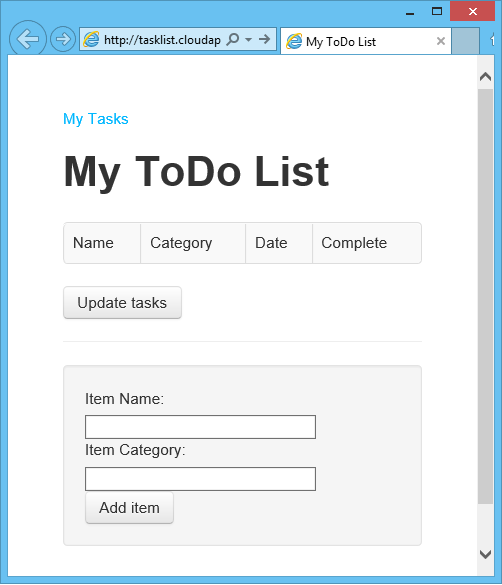 http://tasklist.cloudap
My ToDo List
My Tasks
My ToDo List
Name Category Date Complete
Update tasks
Item Name:
Item Category:
Add item